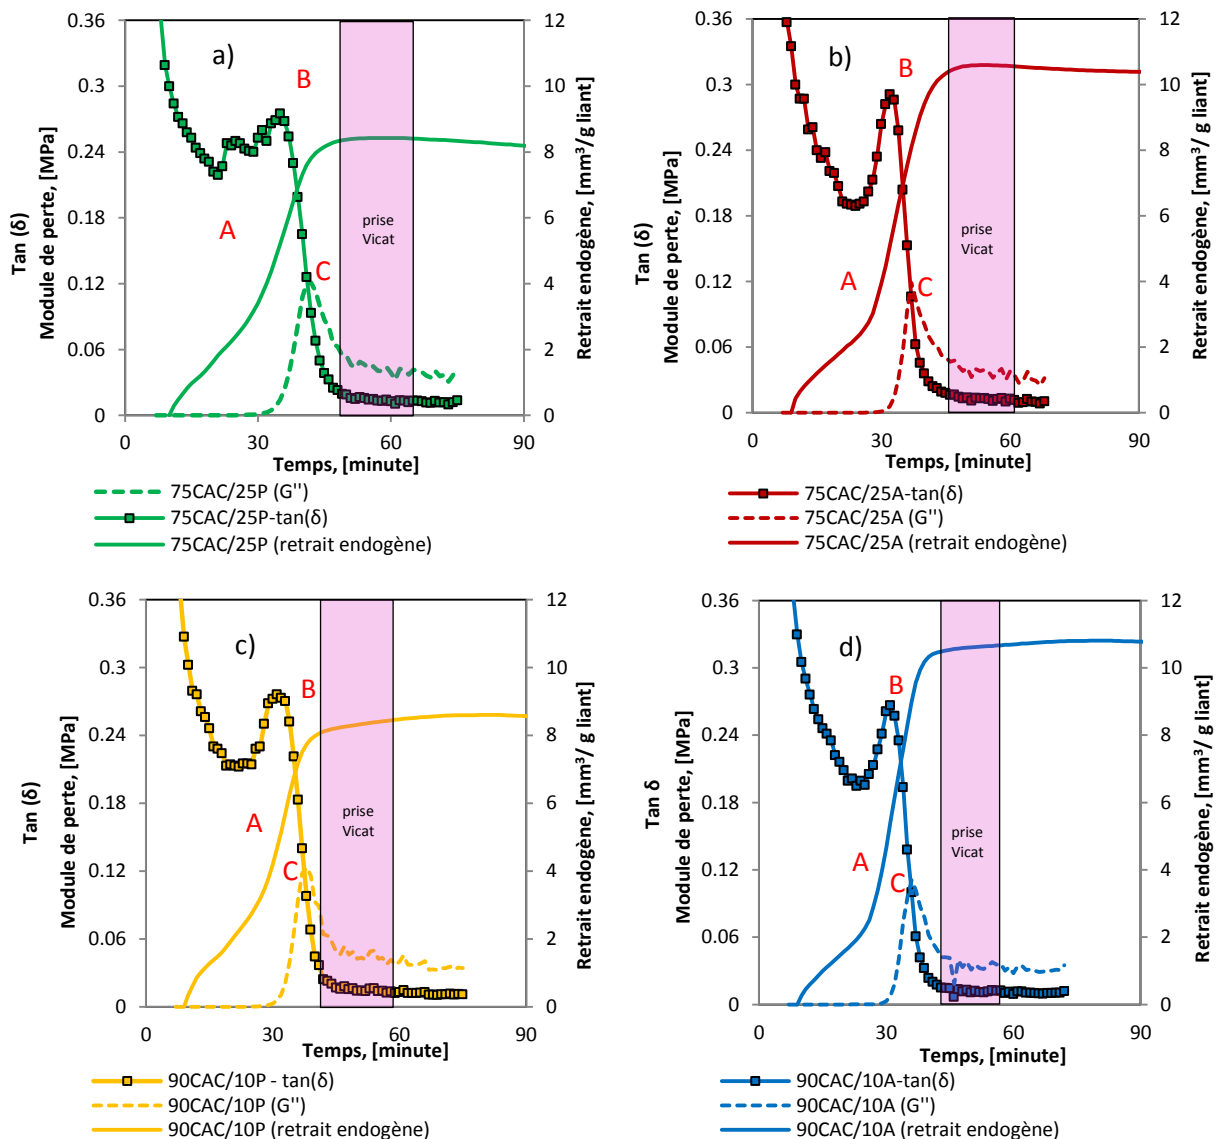 a)
0.36
0.3
0.24
0.18
0.12
0.06
0
Tan (δ)
Module de perte, [MPa]
A
B
C
prise
Vicat
12
10
8
6
4
2
0
Retrait endogène, [mm³/g liant]
0
30
60
90
Temps, [minute]
75CAC/25P (G'')
75CAC/25P-tan(δ)
75CAC/25P (retrait endogène)
b)
0.36
0.3
0.24
0.18
0.12
0.06
0
Tan (δ)
Module de perte, [MPa]
A
B
C
prise
Vicat
12
10
8
6
4
2
0
Retrait endogène, [mm³/ g liant]
0
30
60
90
Temps, [minute]
75CAC/25A-tan(δ)
75CAC/25A (G'')
75CAC/25A (retrait endogène)
c)
0.36
0.3
0.24
0.18
0.12
0.06
0
Tan (δ)
Module de perte, [MPa]
A
B
C
prise
Vicat
12
10
8
6
4
2
0
Retrait endogène, [mm³/ g liant]
0
30
60
90
Temps, [minute]
90CAC/10P - tan(δ)
90CAC/10P (G'')
90CAC/10P (retrait endogène)
d)
0.36
0.3
0.24
0.18
0.12
0.06
0
Tan δ
Module de perte, [MPa]
A
B
C
prise
Vicat
12
10
8
6
4
2
0
Retrait endogène, [mm³/ g liant]
0
30
60
90
Temps, [minute]
90CAC/10A-tan(δ)
90CAC/10A (G'')
90CAC/10A (retrait endogène)